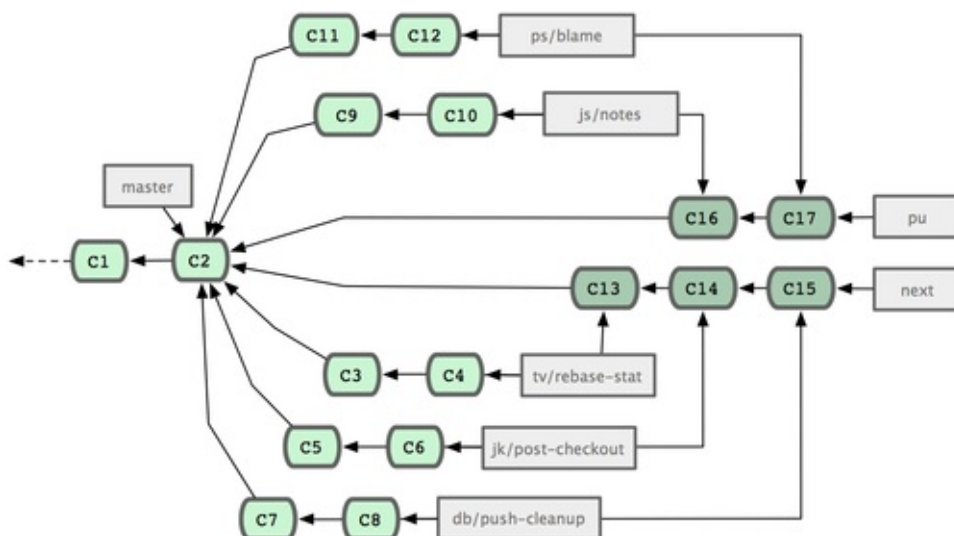 C11 C12 ps/blame
C9 C10 js/notes
master
C16 C17 pu
C1 C2
C13 C14 C15 next
C3 C4 tv/rebase-stat
C5 C6 jk/post-checkout
C7 C8 db/push-cleanup